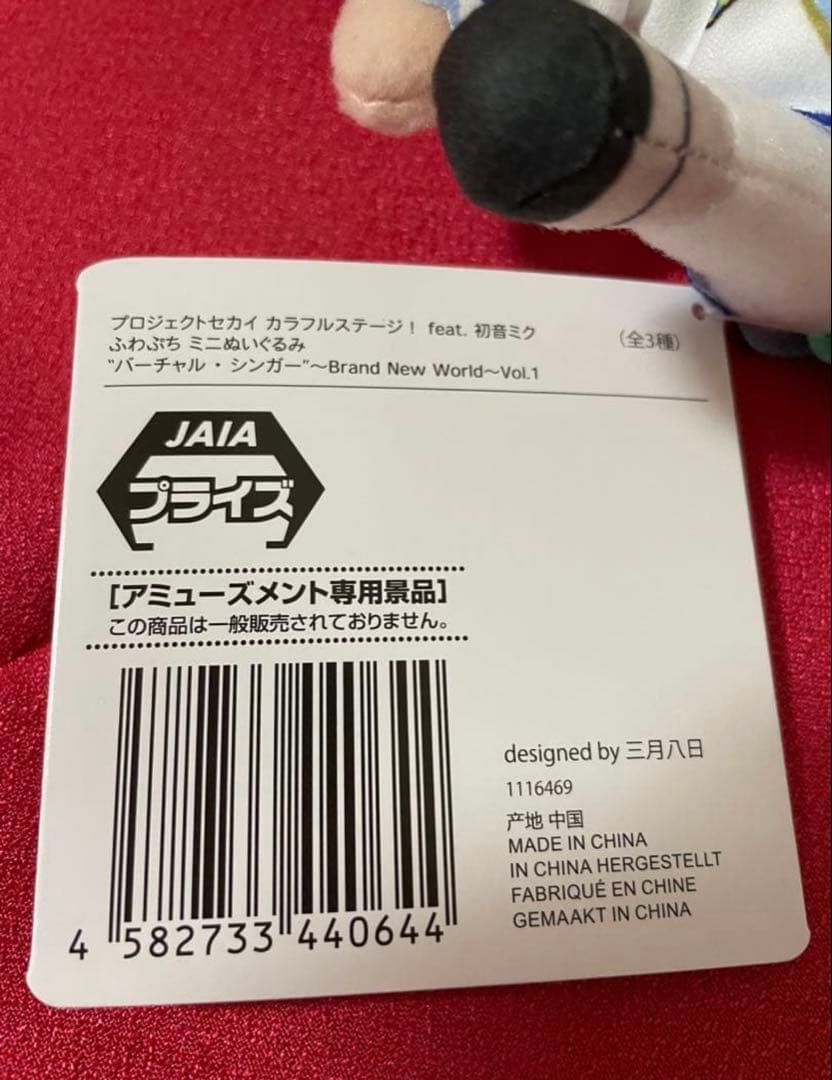 プロジェクトセカイ カラフルステージ！ feat. 初音ミク
ふわぷち ミニぬいぐるみ
"バーチャル・シンガー"～Brand New World～Vol.1
（全3種）
JAIA
プライズ
［アミューズメント専用景品］
この商品は一般販売されておりません。
4 582733 440644
designed by 三月八日
1116469
产地 中国
MADE IN CHINA
IN CHINA HERGESTELLT
FABRIQUÉ EN CHINE
GEMAAKT IN CHINA